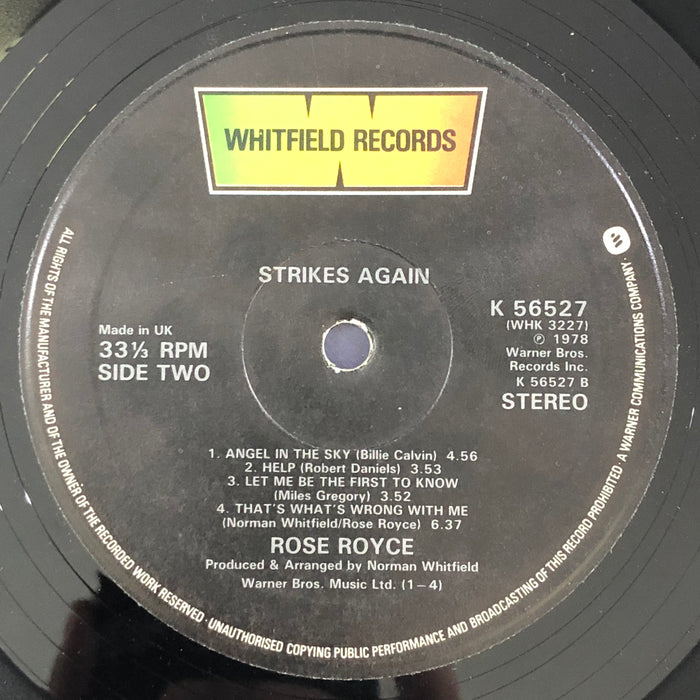 WHITFIELD RECORDS
STRIKES AGAIN
Made in UK
33⅓ RPM
SIDE TWO
K 56527
(WHK 3227)
Ⓟ 1978
Warner Bros.
Records Inc.
K 56527 B
STEREO
1. ANGEL IN THE SKY (Billie Calvin) 4.56
2. HELP (Robert Daniels) 3.53
3. LET ME BE THE FIRST TO KNOW
(Miles Gregory) 3.52
4. THAT'S WHAT'S WRONG WITH ME
(Norman Whitfield/Rose Royce) 6.37
ROSE ROYCE
Produced & Arranged by Norman Whitfield
Warner Bros. Music Ltd. (1–4)
ALL RIGHTS OF THE MANUFACTURER AND OF THE OWNER OF THE RECORDED WORK RESERVED · UNAUTHORISED COPYING PUBLIC PERFORMANCE AND BROADCASTING OF THIS RECORD PROHIBITED · A WARNER COMMUNICATIONS COMPANY ·